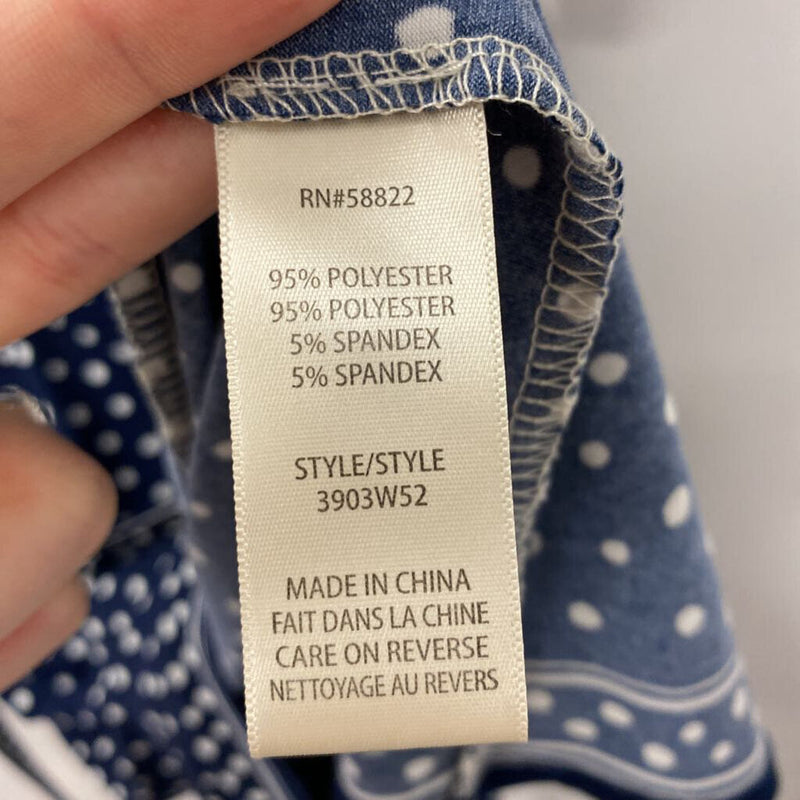 RN#58822
95% POLYESTER
95% POLYESTER
5% SPANDEX
5% SPANDEX
STYLE/STYLE
3903W52
MADE IN CHINA
FAIT DANS LA CHINE
CARE ON REVERSE
NETTOYAGE AU REVERS